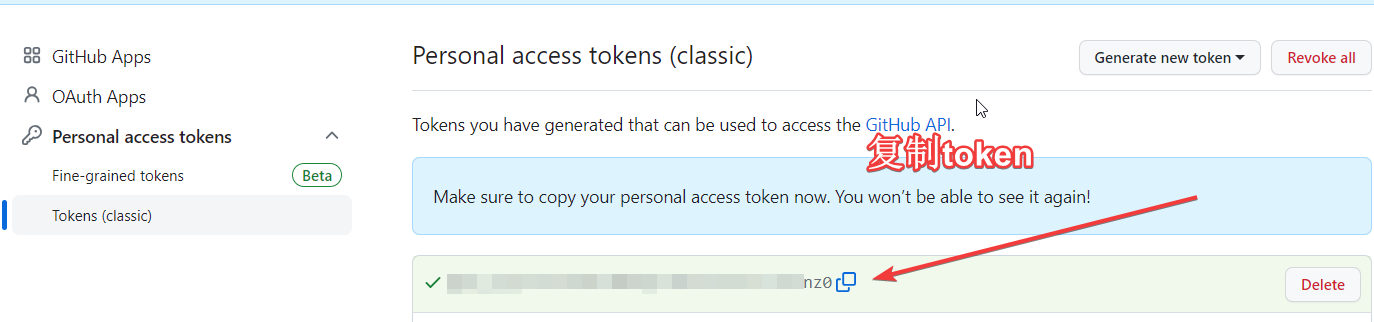 GitHub Apps
OAuth Apps
Personal access tokens
Fine-grained tokens Beta
Tokens (classic)
Personal access tokens (classic)
Generate new token Revoke all
Tokens you have generated that can be used to access the GitHub API.
复制token
Make sure to copy your personal access token now. You won’t be able to see it again!
nz0
Delete